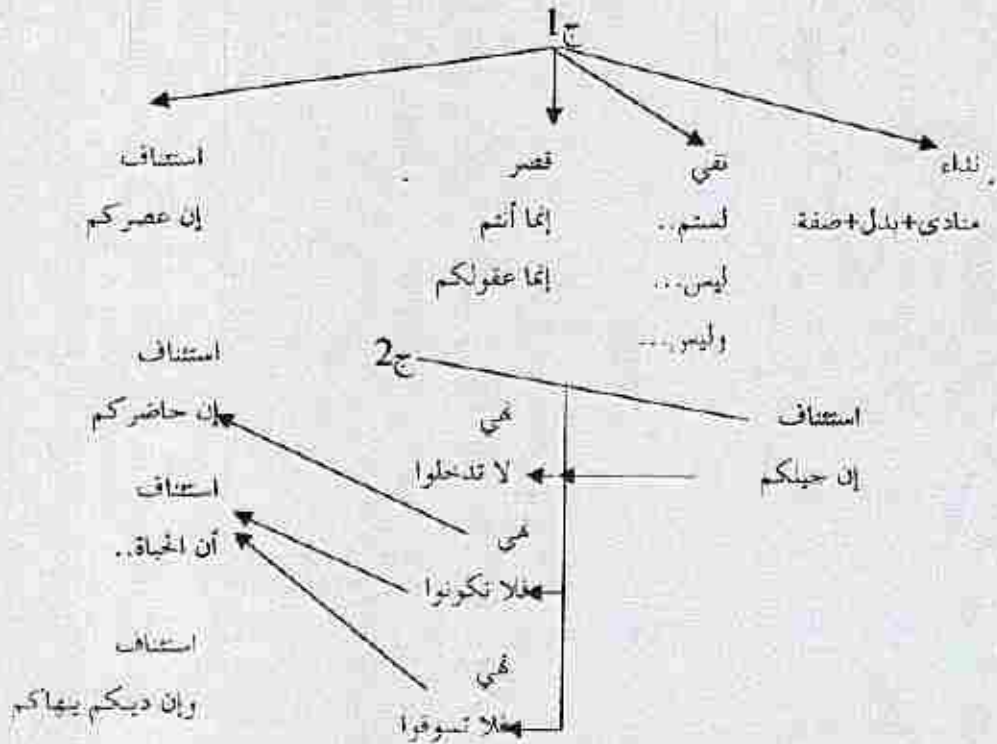 ج1
نداء نفي قصر استئناف
منادى+بدل+صفة لستم.. إنما أنتم إن عصركم
ليس... إنما عقولكم
وليس...
ج2 استئناف
استئناف نهي إن حاضركم
إن جيلكم لا تدخلوا استئناف
نهي أن الحياة..
فلا تكونوا
نهي استئناف
فلا تسوفوا وإن دينكم ينهاكم